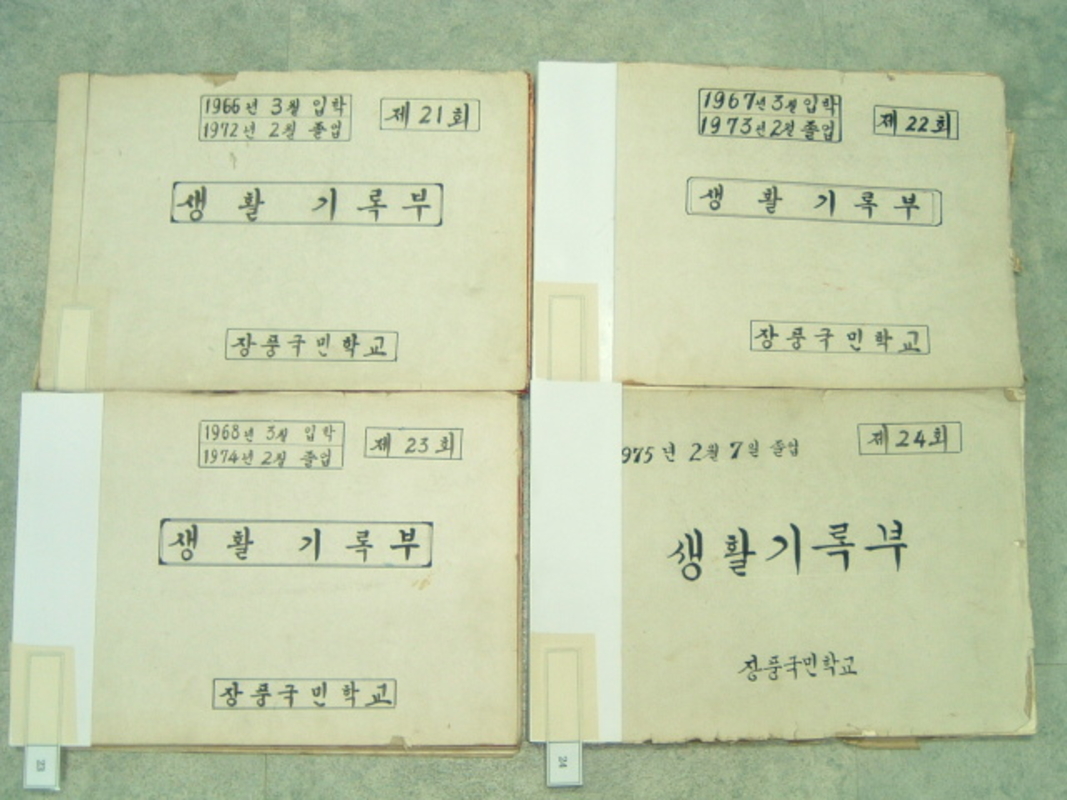 1966년 3월 입학
1972년 2월 졸업
제 21회
생 활 기 록 부
장풍국민학교
1967년 3월 입학
1973년 2월 졸업
제 22회
생 활 기 록 부
장풍국민학교
1968년 3월 입학
1974년 2월 졸업
제 23회
생 활 기 록 부
장풍국민학교
23
975년 2월 7일 졸업
제 24회
생활기록부
장풍국민학교
24